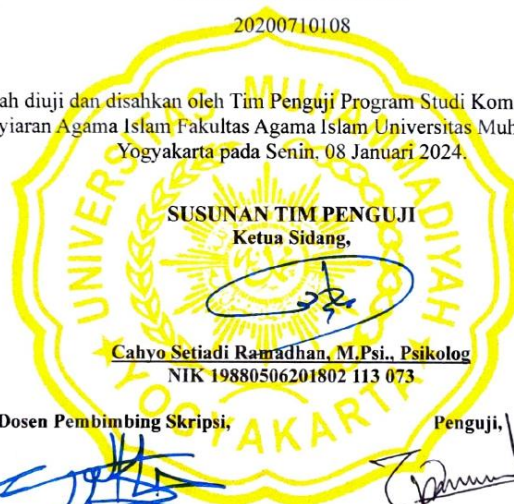 20200710108
ah diuji dan disahkan oleh Tim Penguji Program Studi Kom
yiaran Agama Islam Fakultas Agama Islam Universitas Muh
Yogyakarta pada Senin, 08 Januari 2024.
UNIVERSITAS MUHAMMADIYAH
YOGYAKARTA
SUSUNAN TIM PENGUJI
Ketua Sidang,
Cahyo Setiadi Ramadhan, M.Psi., Psikolog
NIK 19880506201802 113 073
Dosen Pembimbing Skripsi,
Penguji,